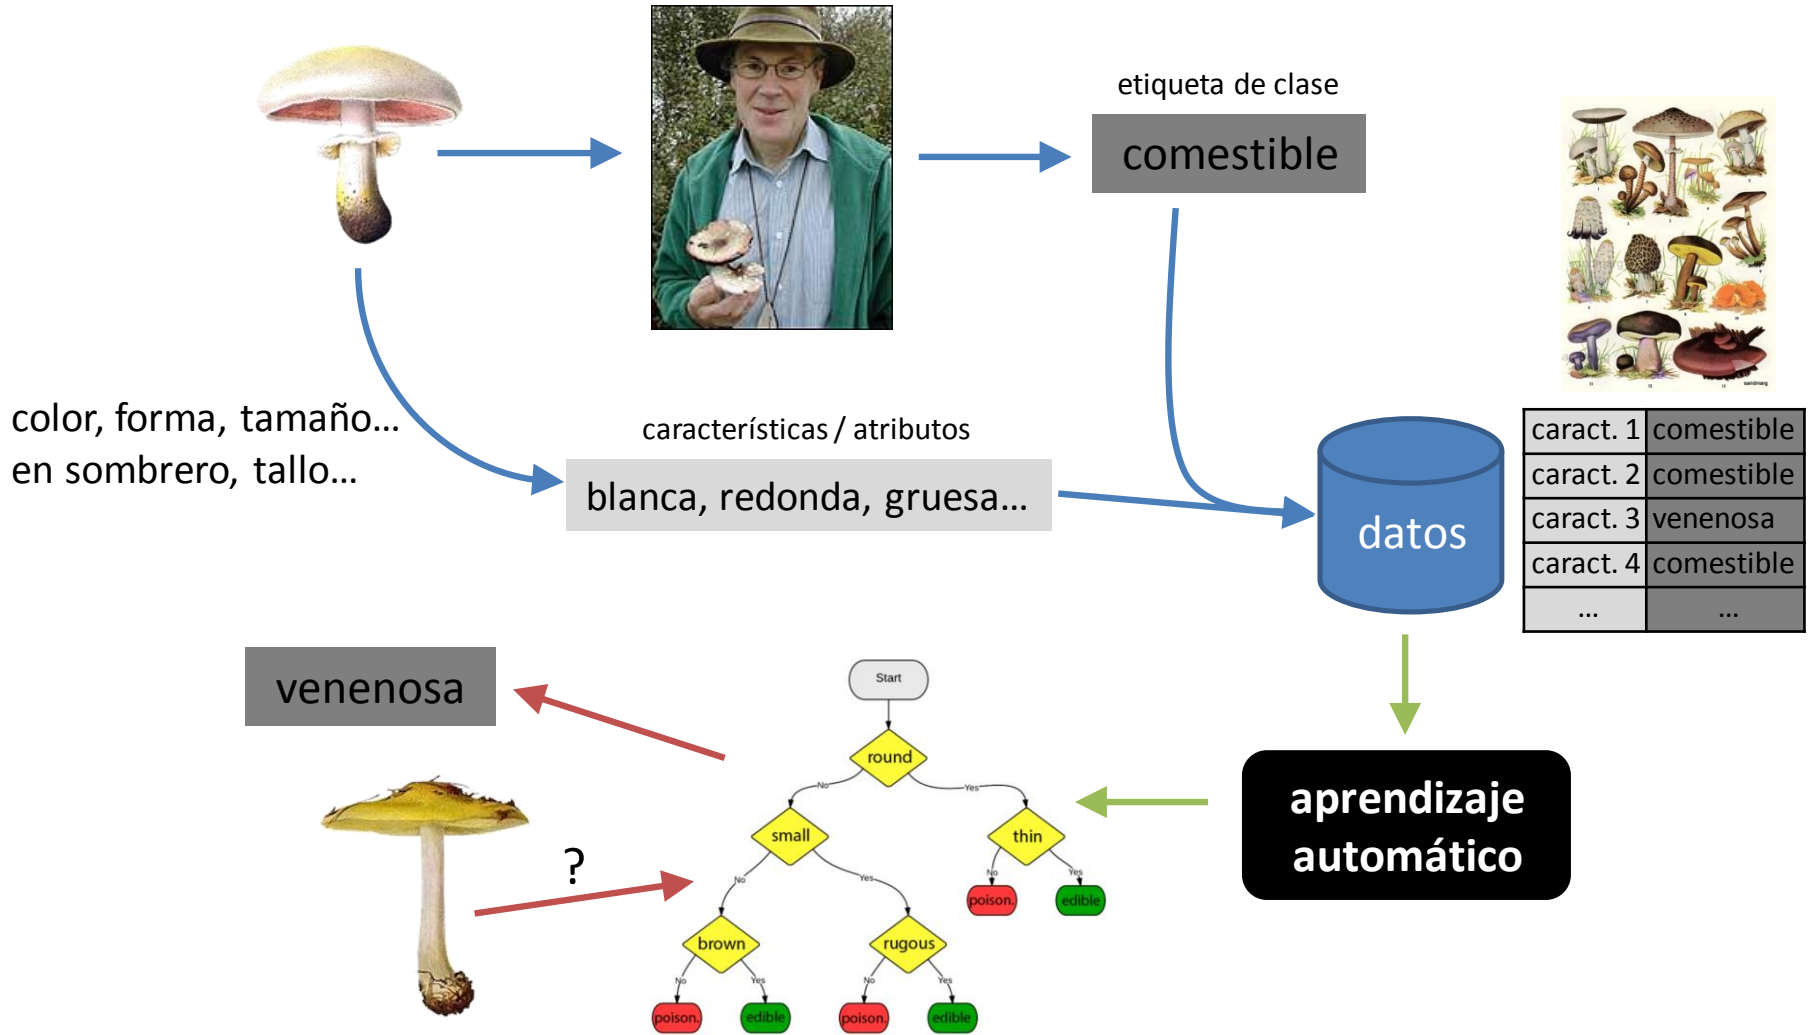 etiqueta de clase
comestible
color, forma, tamaño...
en sombrero, tallo...
características / atributos
blanca, redonda, gruesa...
datos
sandmarg
caract. 1 comestible
caract. 2 comestible
caract. 3 venenosa
caract. 4 comestible
... ...
venenosa
?
Start
round
No Yes
small thin
No Yes No Yes
poison. edible
brown rugous
No Yes No Yes
poison. edible poison. edible
aprendizaje
automático